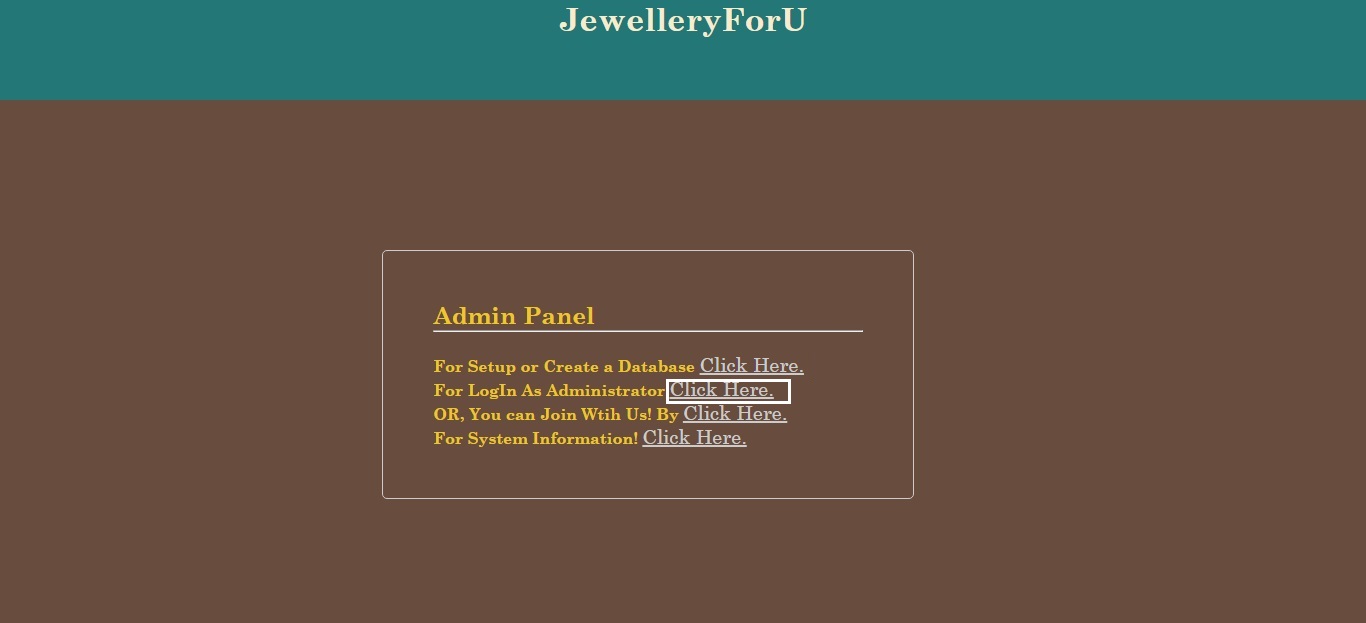 JewelleryForU
Admin Panel
For Setup or Create a Database Click Here.
For LogIn As Administrator Click Here.
OR, You can Join Wtih Us! By Click Here.
For System Information! Click Here.